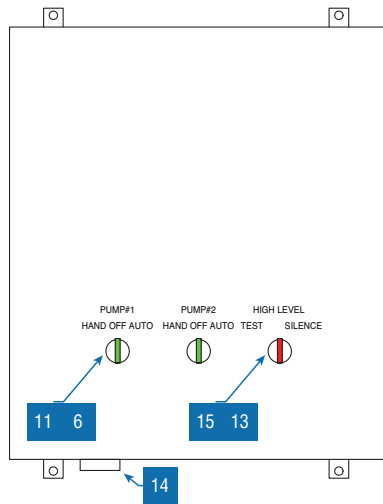 PUMP#1 PUMP#2 HIGH LEVEL
HAND OFF AUTO HAND OFF AUTO TEST SILENCE
11 6 15 13
14